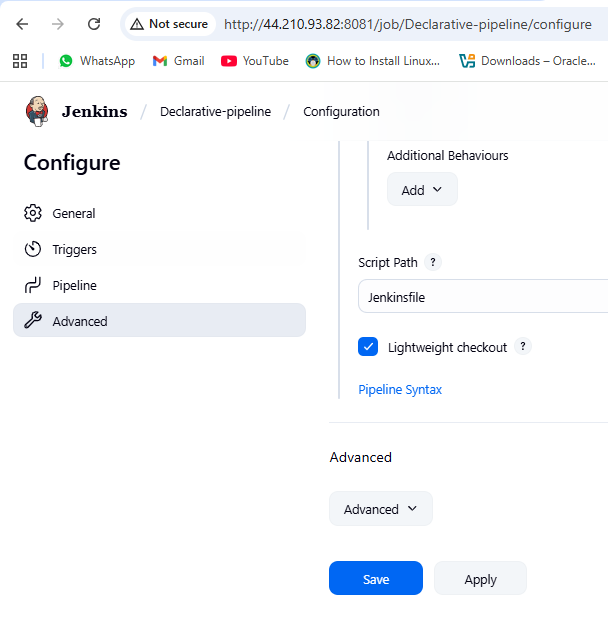 Not secure http://44.210.93.82:8081/job/Declarative-pipeline/configure
WhatsApp Gmail YouTube How to Install Linux... Downloads – Oracle...
Jenkins / Declarative-pipeline / Configuration
Configure
General
Triggers
Pipeline
Advanced
Additional Behaviours
Add
Script Path ?
Jenkinsfile
Lightweight checkout ?
Pipeline Syntax
Advanced
Advanced
Save Apply